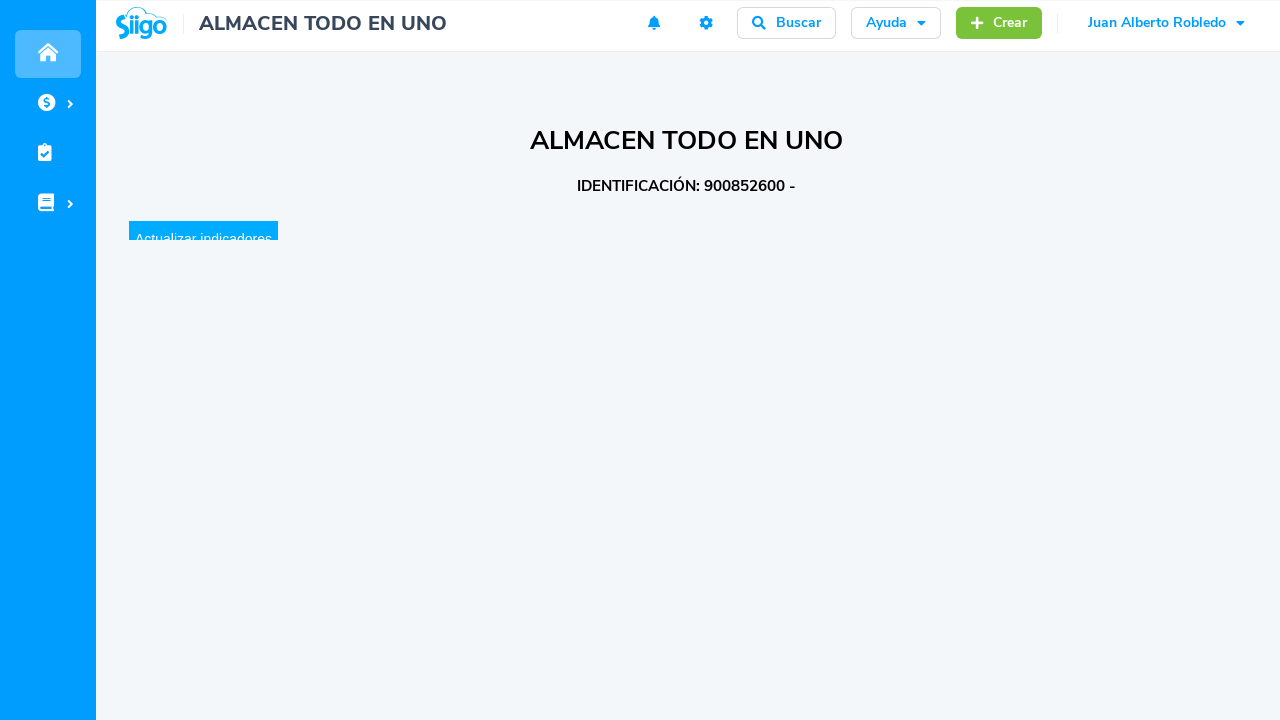 Siigo
ALMACEN TODO EN UNO
Buscar
Ayuda
Crear
Juan Alberto Robledo
ALMACEN TODO EN UNO
IDENTIFICACIÓN: 900852600 -
Actualizar indicadores